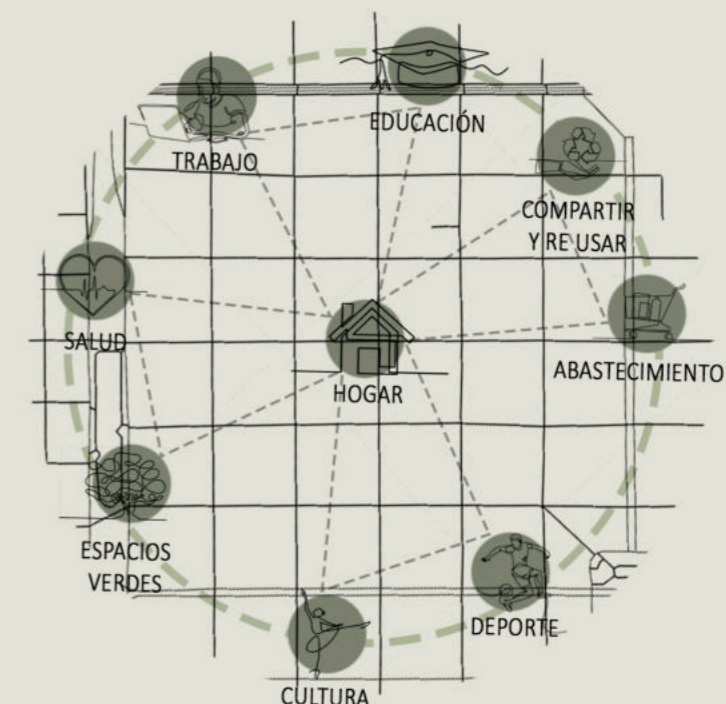 EDUCACIÓN
TRABAJO
COMPARTIR
Y RE USAR
SALUD
ABASTECIMIENTO
HOGAR
ESPACIOS
VERDES
DEPORTE
CULTURA